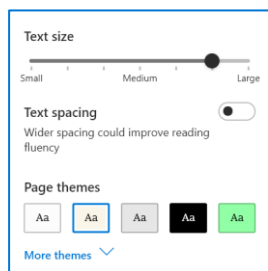 Text size
Small Medium Large
Text spacing
Wider spacing could improve reading
fluency
Page themes
Aa Aa Aa Aa Aa
More themes